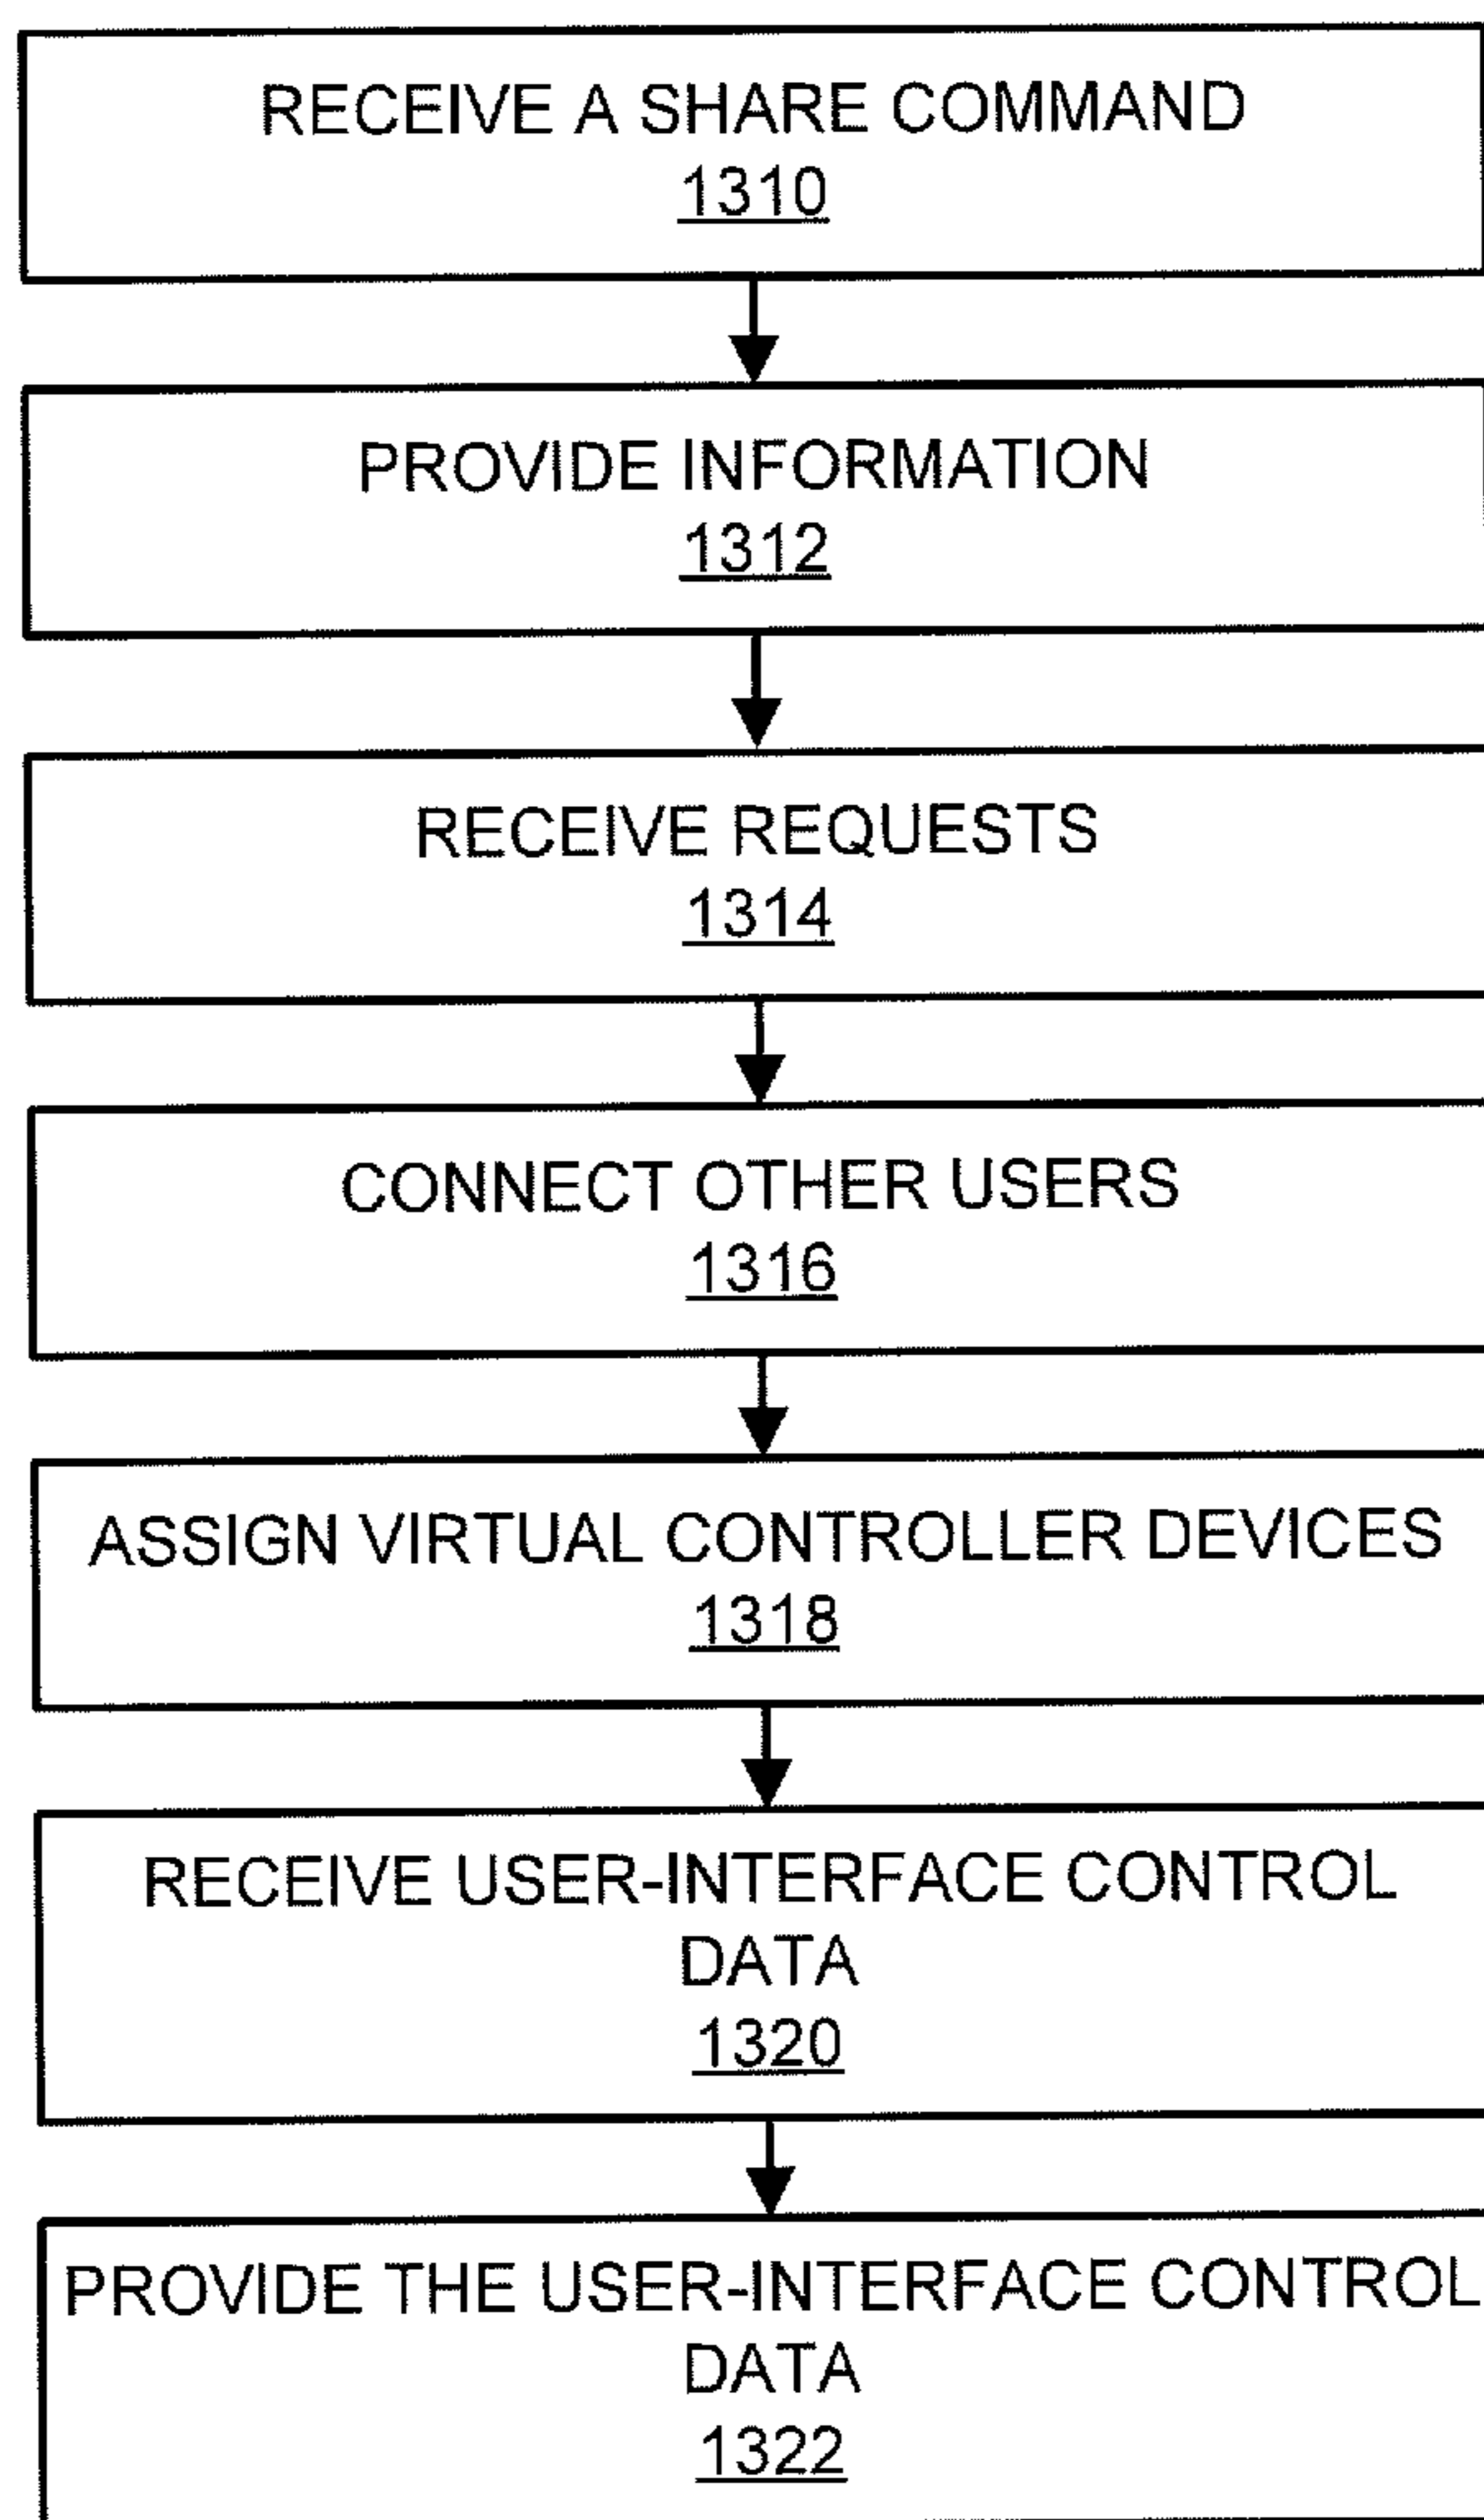 RECEIVE A SHARE COMMAND
1310
PROVIDE INFORMATION
1312
RECEIVE REQUESTS
1314
CONNECT OTHER USERS
1316
ASSIGN VIRTUAL CONTROLLER DEVICES
1318
RECEIVE USER-INTERFACE CONTROL
DATA
1320
PROVIDE THE USER-INTERFACE CONTROL
DATA
1322